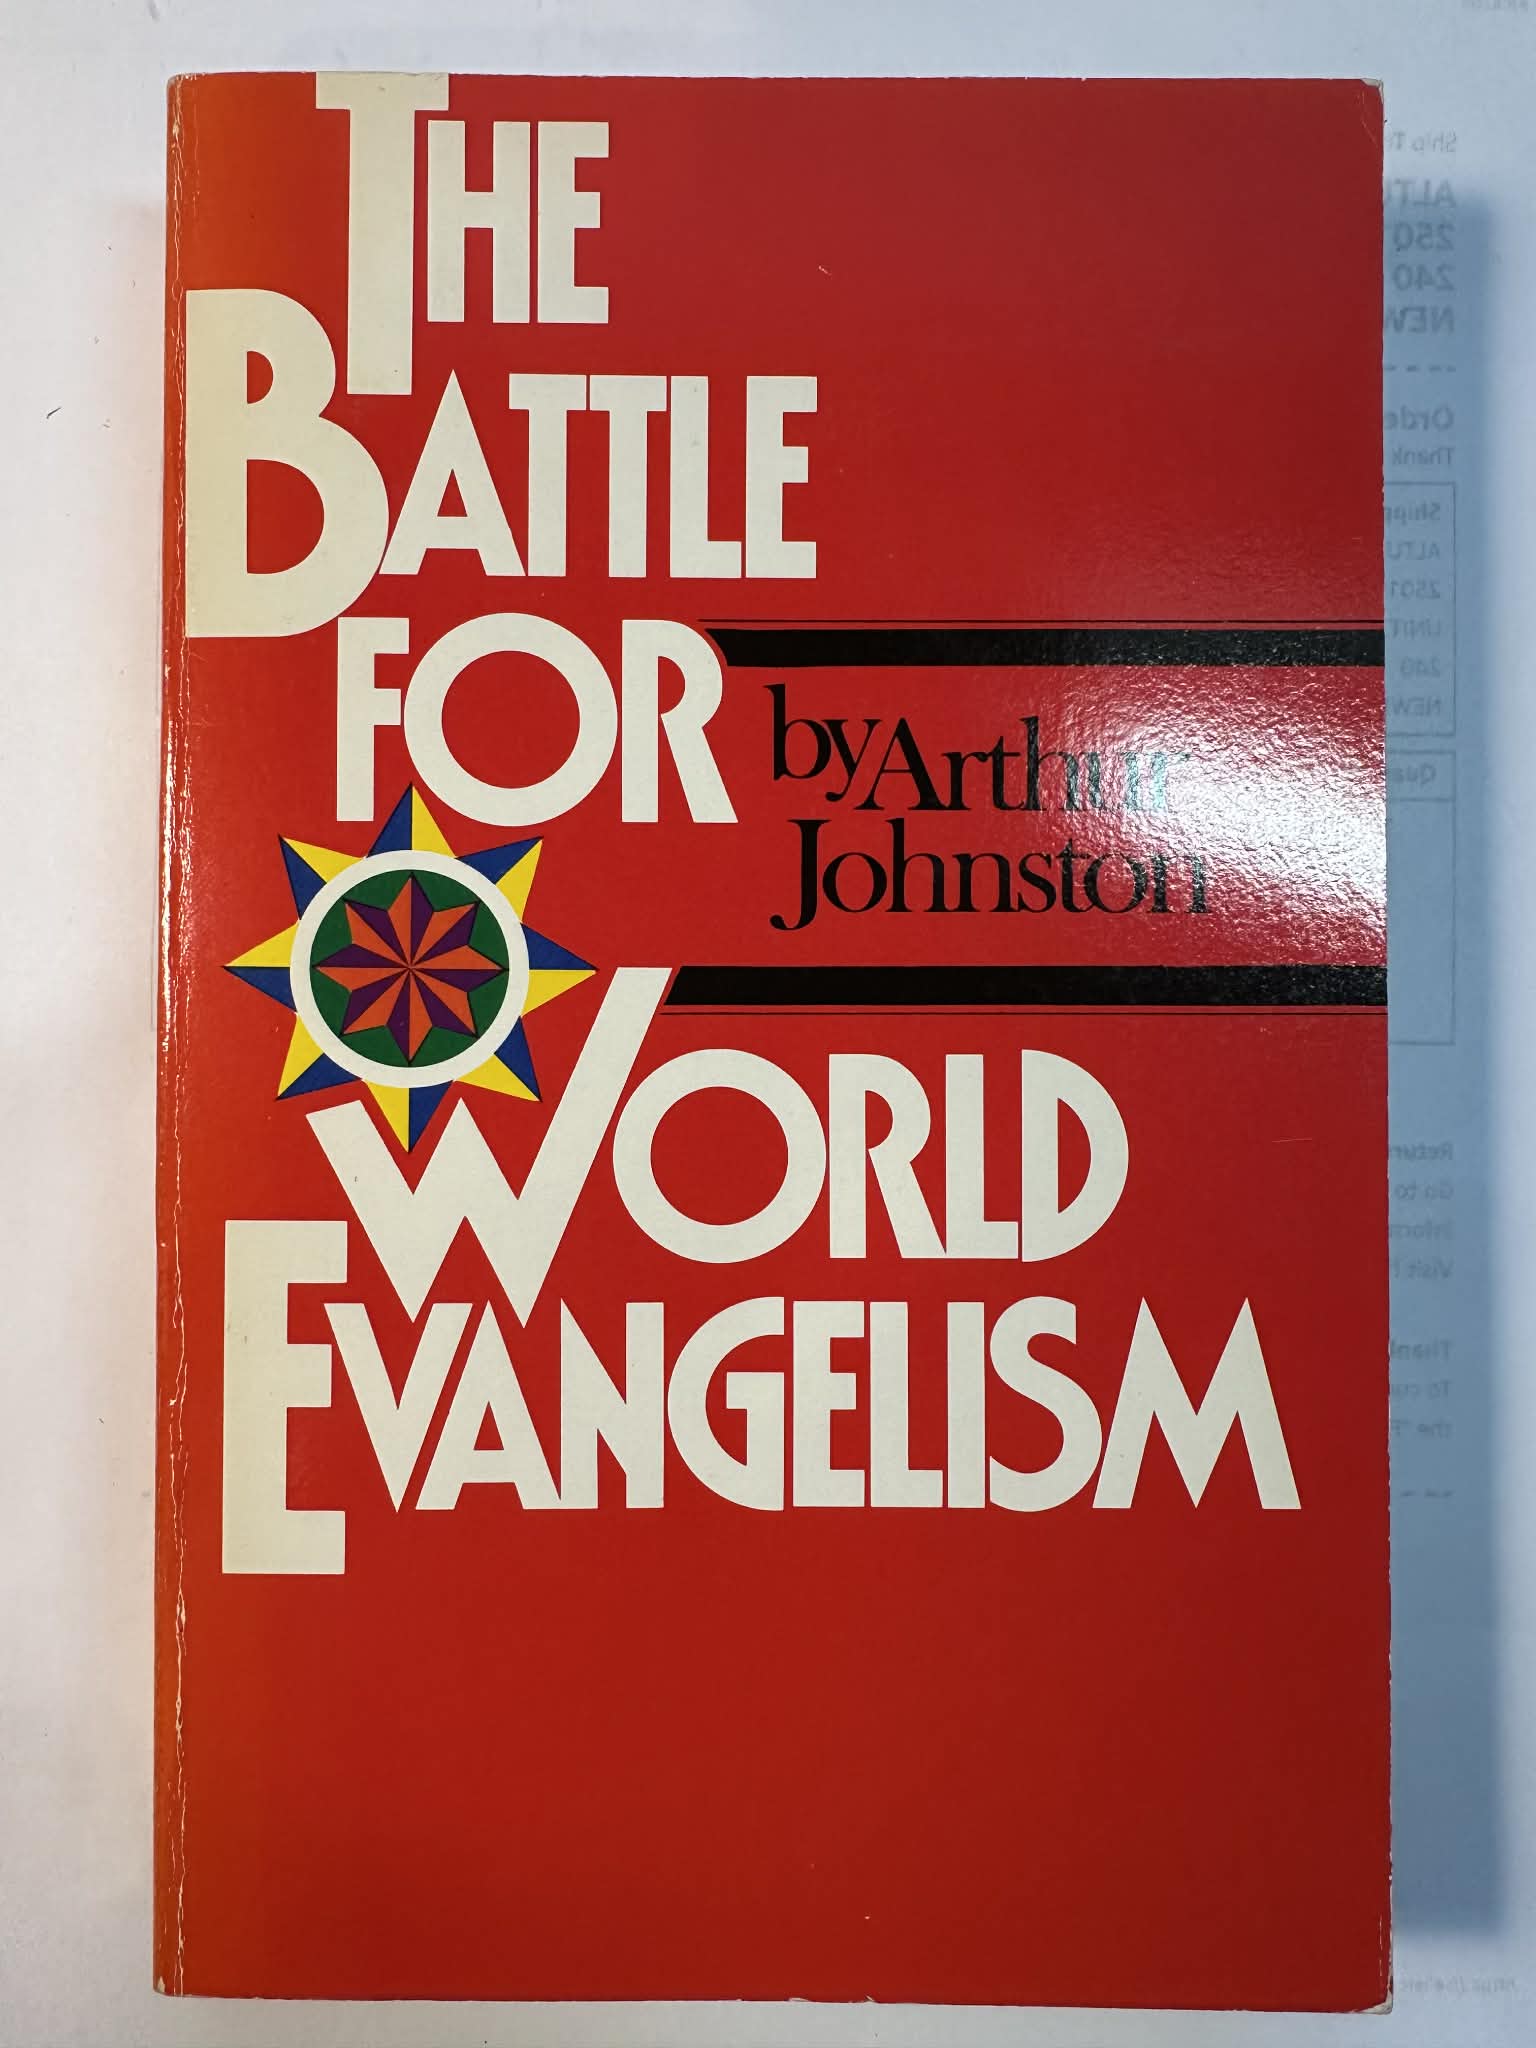 THE
BATTLE
FOR
by Arthur
Johnston
WORLD
EVANGELISM